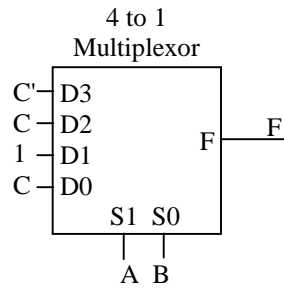 4 to 1
Multiplexor
C' D3
C D2
1 D1
C D0
F F
S1 S0
A B